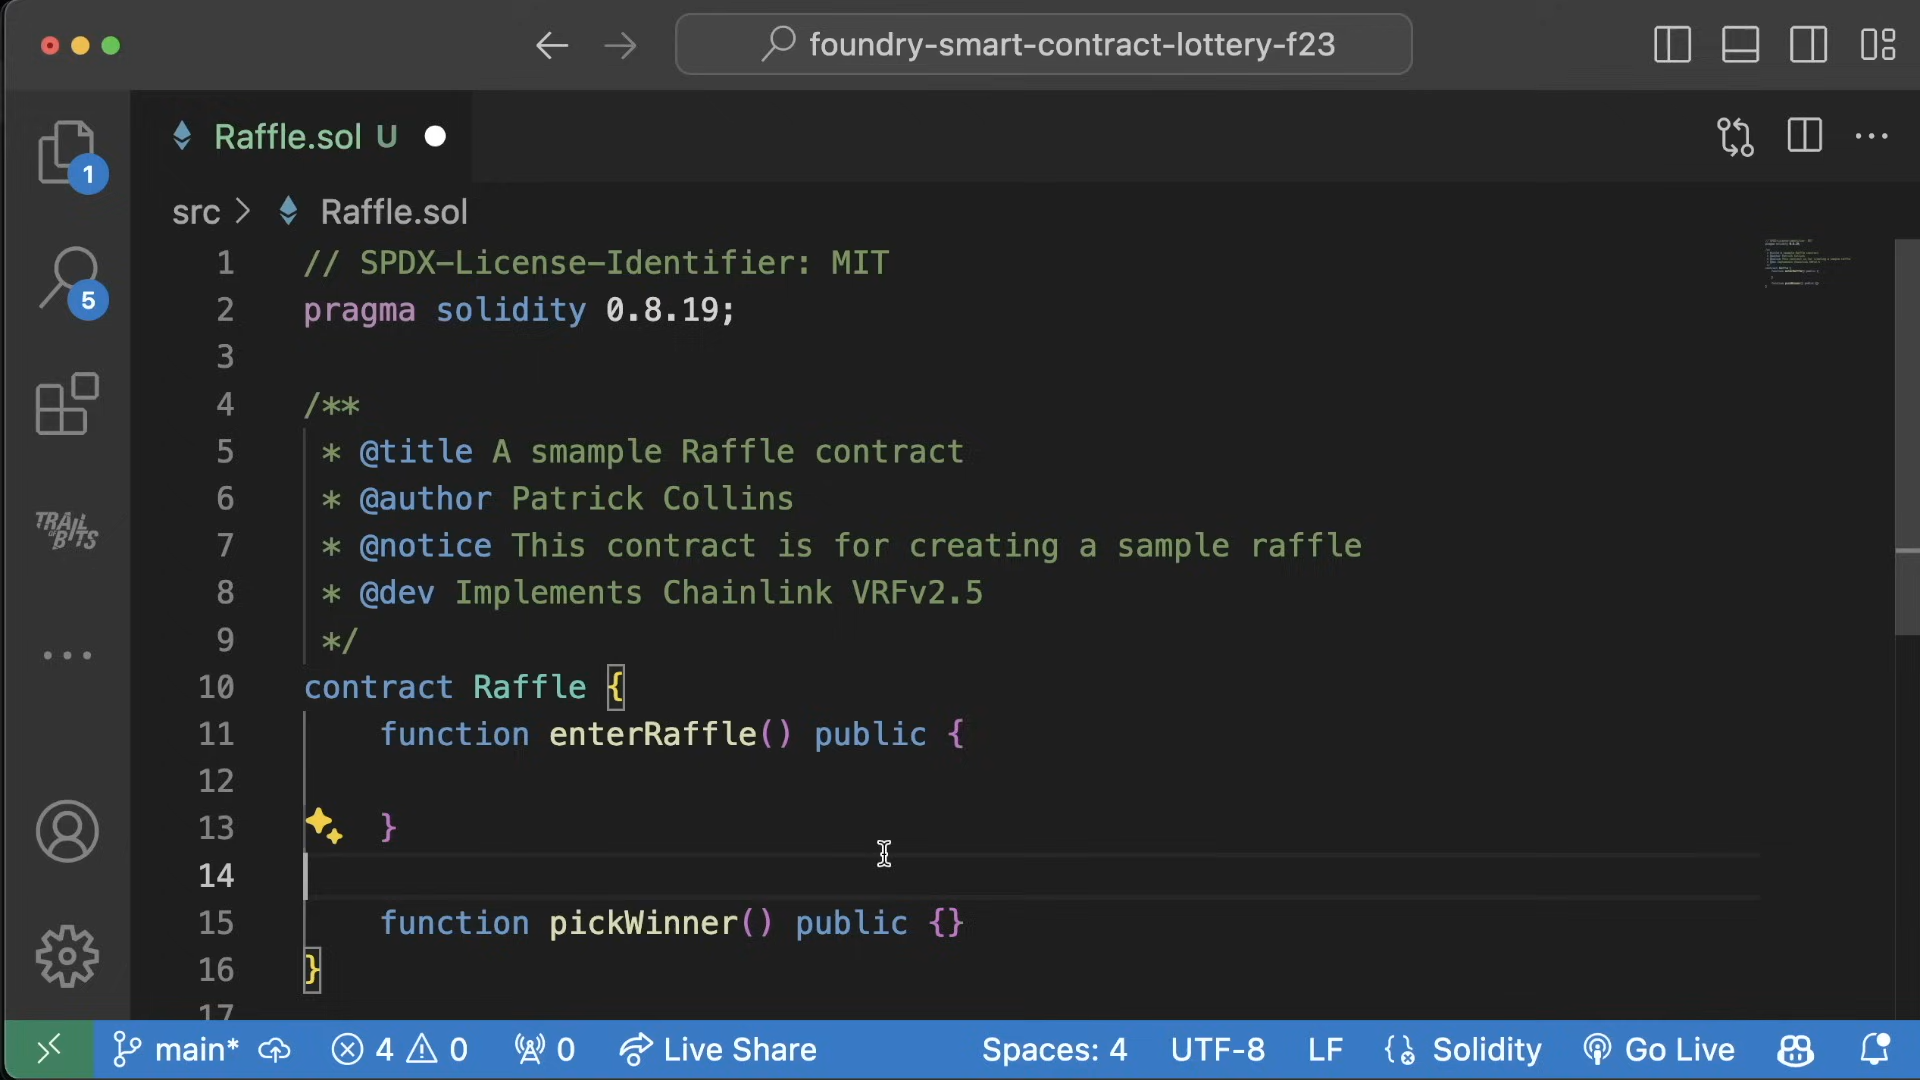 foundry-smart-contract-lottery-f23
Raffle.sol U
1
src > Raffle.sol
1 // SPDX-License-Identifier: MIT
2 pragma solidity 0.8.19;
3
4 /**
5 * @title A smample Raffle contract
6 * @author Patrick Collins
7 * @notice This contract is for creating a sample raffle
8 * @dev Implements Chainlink VRFv2.5
9 */
10 contract Raffle {
11 function enterRaffle() public {
12
13 }
14
15 function pickWinner() public {}
16 }
17
5
TRAIL OF BITS
main* 4 0 0 Live Share Spaces: 4 UTF-8 LF Solidity Go Live